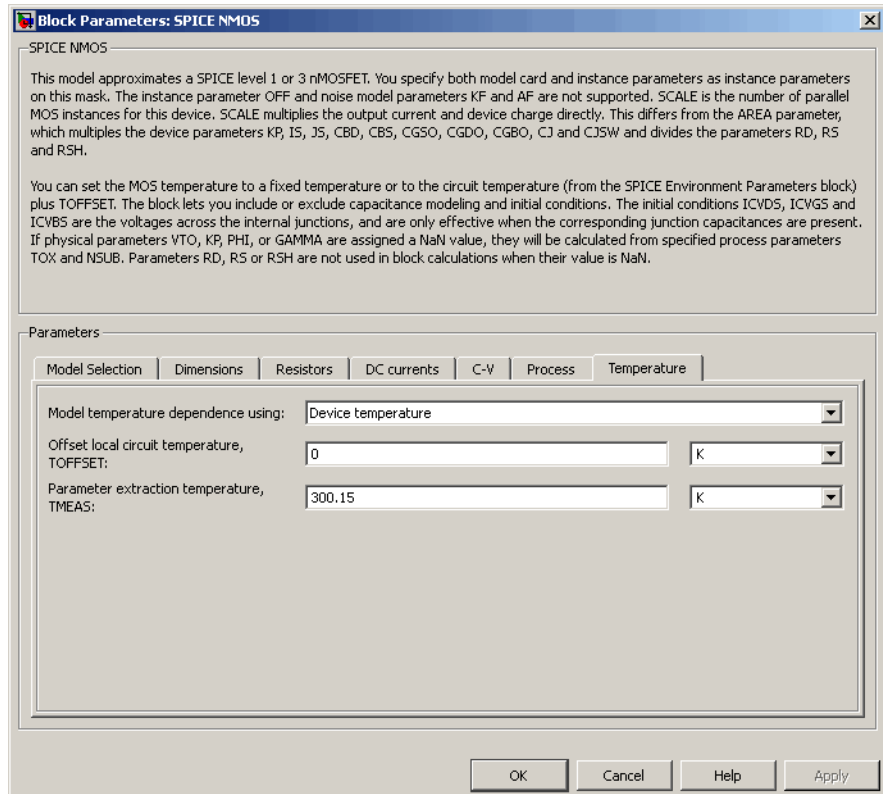 Block Parameters: SPICE NMOS
SPICE NMOS
This model approximates a SPICE level 1 or 3 nMOSFET. You specify both model card and instance parameters as instance parameters
on this mask. The instance parameter OFF and noise model parameters KF and AF are not supported. SCALE is the number of parallel
MOS instances for this device. SCALE multiplies the output current and device charge directly. This differs from the AREA parameter,
which multiples the device parameters KP, IS, JS, CBD, CBS, CGSO, CGDO, CGBO, CJ and CJSW and divides the parameters RD, RS
and RSH.
You can set the MOS temperature to a fixed temperature or to the circuit temperature (from the SPICE Environment Parameters block)
plus TOFFSET. The block lets you include or exclude capacitance modeling and initial conditions. The initial conditions ICVDS, ICVGS and
ICVBS are the voltages across the internal junctions, and are only effective when the corresponding junction capacitances are present.
If physical parameters VTO, KP, PHI, or GAMMA are assigned a NaN value, they will be calculated from specified process parameters
TOX and NSUB. Parameters RD, RS or RSH are not used in block calculations when their value is NaN.
Parameters
Model Selection Dimensions Resistors DC currents C-V Process Temperature
Model temperature dependence using: Device temperature
Offset local circuit temperature,
TOFFSET: 0 K
Parameter extraction temperature,
TMEAS: 300.15 K
OK Cancel Help Apply